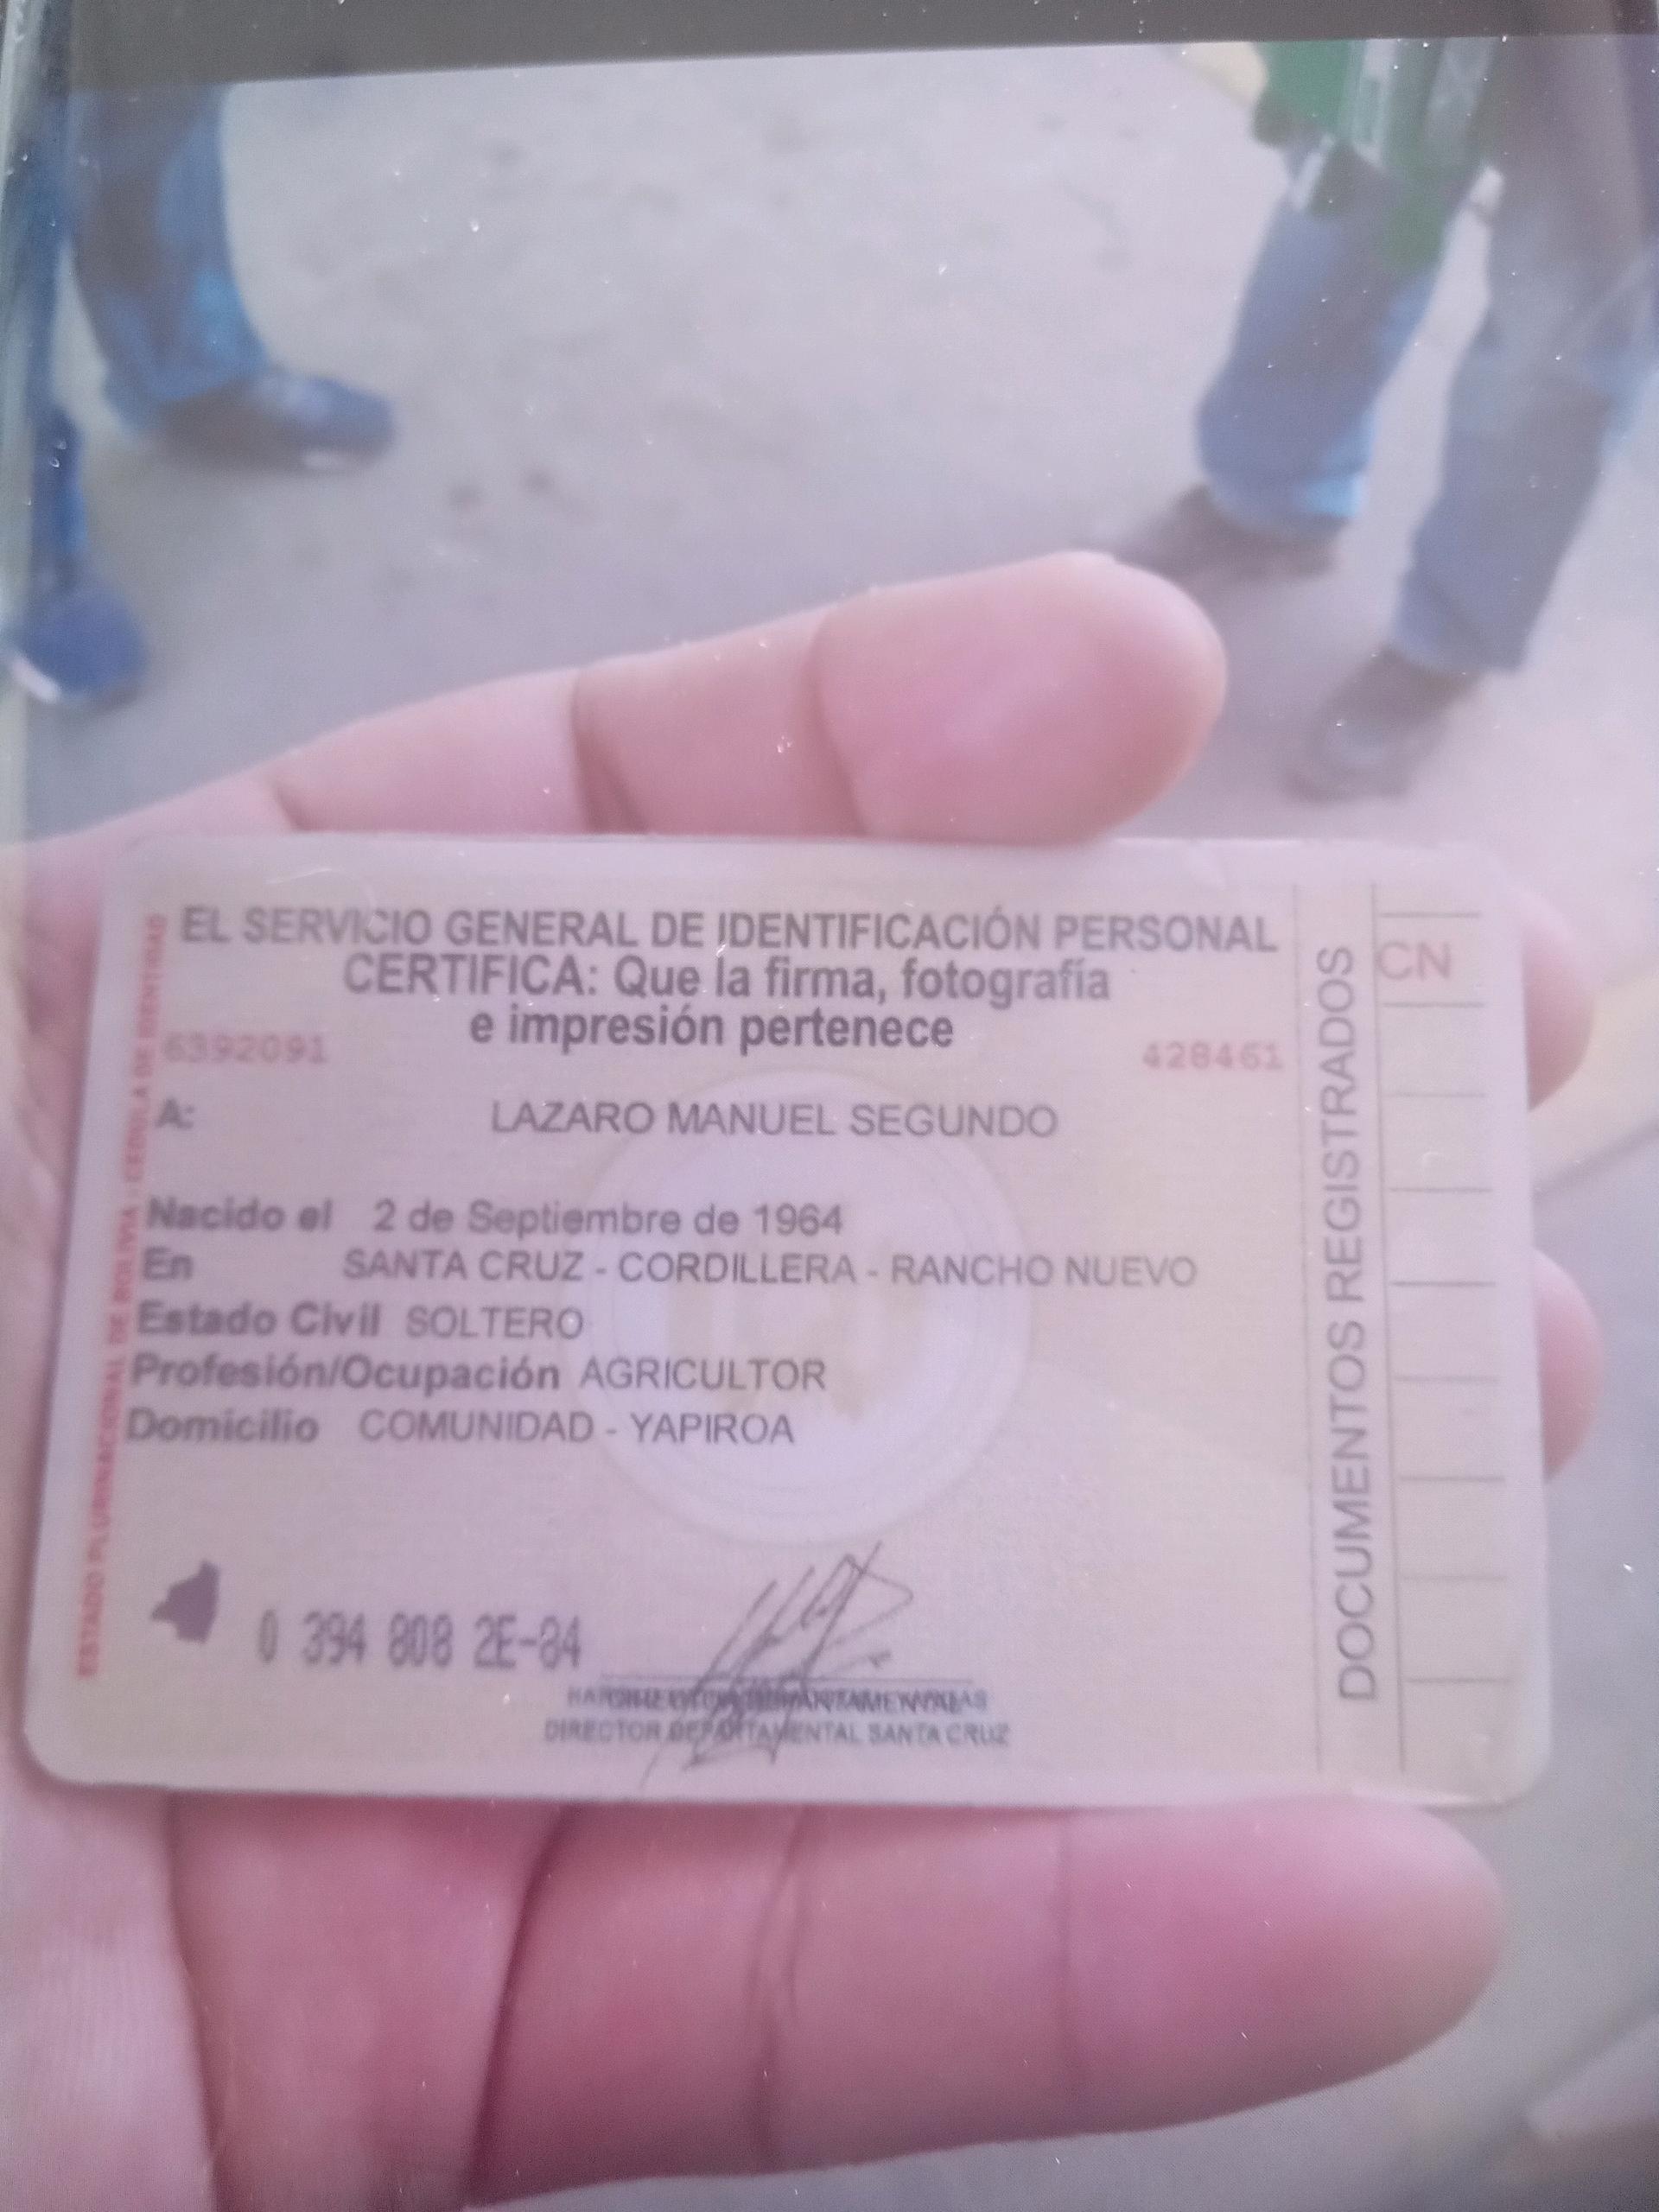 EL SERVICIO GENERAL DE IDENTIFICACIÓN PERSONAL
CERTIFICA: Que la firma, fotografía
e impresión pertenece
6392091
428461
A: LAZARO MANUEL SEGUNDO
Nacido el 2 de Septiembre de 1964
En SANTA CRUZ - CORDILLERA - RANCHO NUEVO
Estado Civil SOLTERO
Profesión/Ocupación AGRICULTOR
Domicilio COMUNIDAD - YAPIROA
0 394 808 2E-84
DIRECTOR DEPARTAMENTAL SANTA CRUZ
ESTADO PLURINACIONAL DE BOLIVIA - CEDULA DE IDENTIDAD
DOCUMENTOS REGISTRADOS
CN